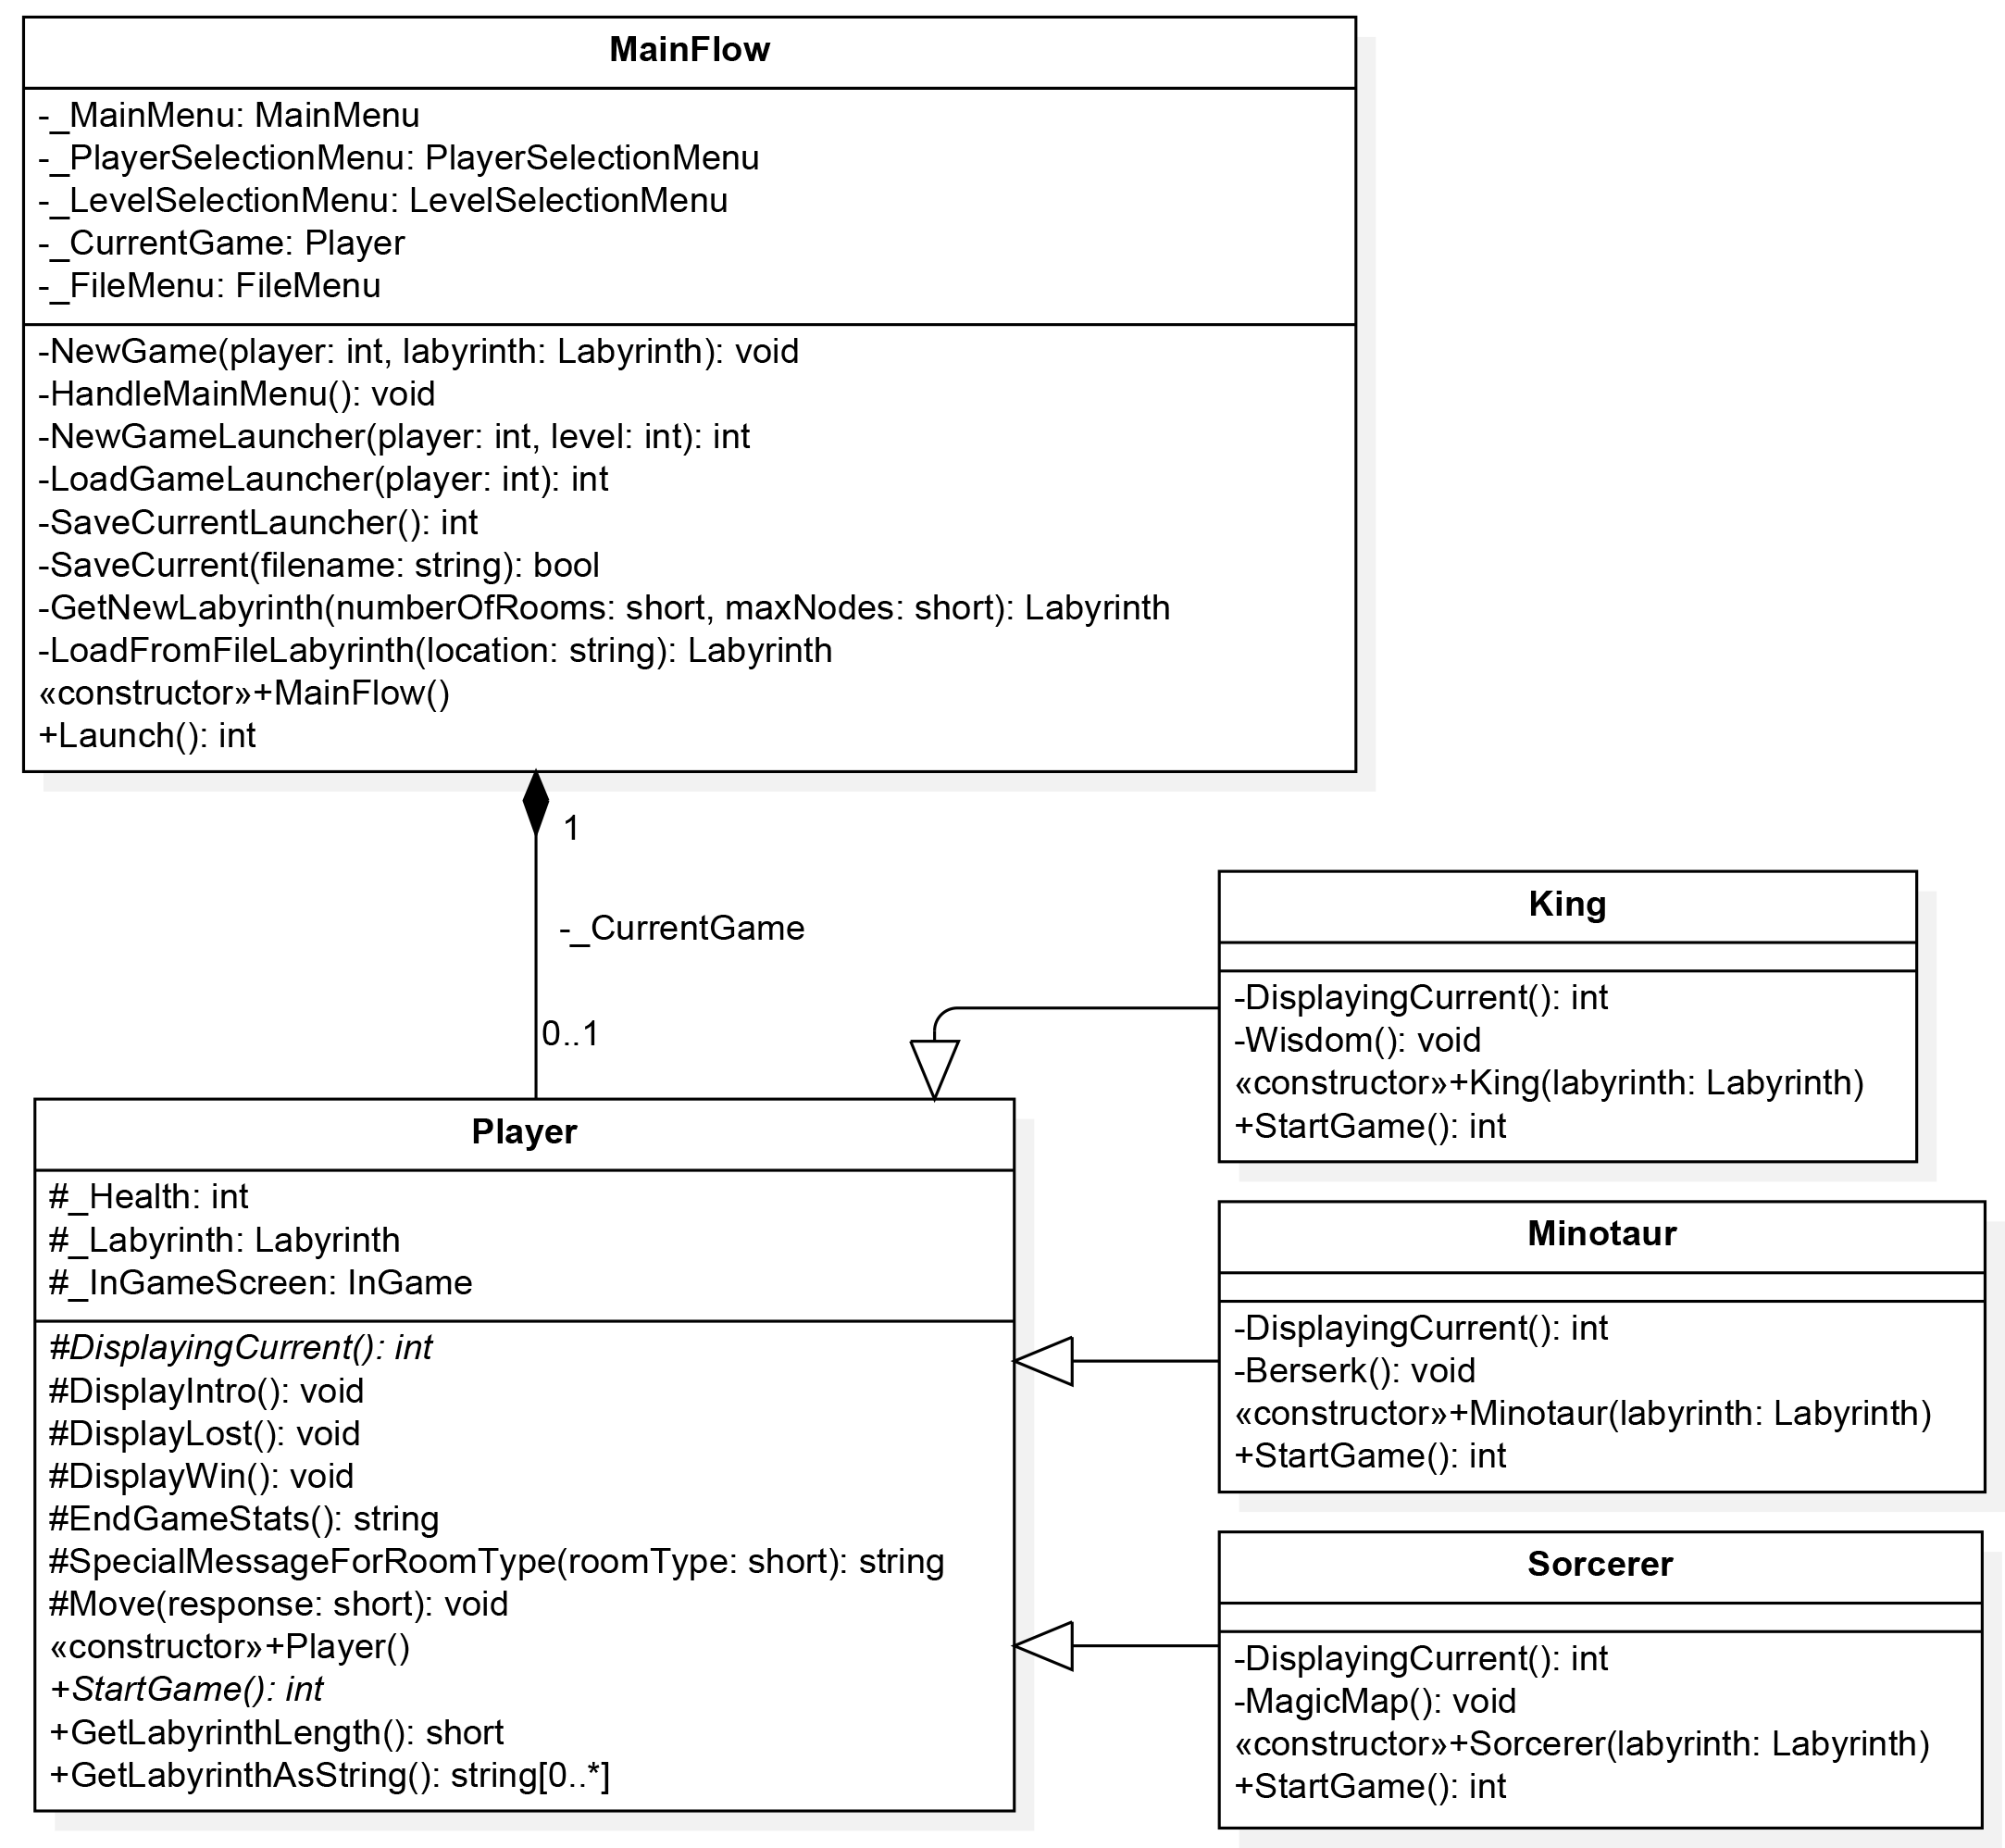 MainFlow
-_MainMenu: MainMenu
-_PlayerSelectionMenu: PlayerSelectionMenu
-_LevelSelectionMenu: LevelSelectionMenu
-_CurrentGame: Player
-_FileMenu: FileMenu
-NewGame(player: int, labyrinth: Labyrinth): void
-HandleMainMenu(): void
-NewGameLauncher(player: int, level: int): int
-LoadGameLauncher(player: int): int
-SaveCurrentLauncher(): int
-SaveCurrent(filename: string): bool
-GetNewLabyrinth(numberOfRooms: short, maxNodes: short): Labyrinth
-LoadFromFileLabyrinth(location: string): Labyrinth
«constructor»+MainFlow()
+Launch(): int
1
-_CurrentGame
0..1
Player
#_Health: int
#_Labyrinth: Labyrinth
#_InGameScreen: InGame
#DisplayingCurrent(): int
#DisplayIntro(): void
#DisplayLost(): void
#DisplayWin(): void
#EndGameStats(): string
#SpecialMessageForRoomType(roomType: short): string
#Move(response: short): void
«constructor»+Player()
+StartGame(): int
+GetLabyrinthLength(): short
+GetLabyrinthAsString(): string[0..*]
King
-DisplayingCurrent(): int
-Wisdom(): void
«constructor»+King(labyrinth: Labyrinth)
+StartGame(): int
Minotaur
-DisplayingCurrent(): int
-Berserk(): void
«constructor»+Minotaur(labyrinth: Labyrinth)
+StartGame(): int
Sorcerer
-DisplayingCurrent(): int
-MagicMap(): void
«constructor»+Sorcerer(labyrinth: Labyrinth)
+StartGame(): int